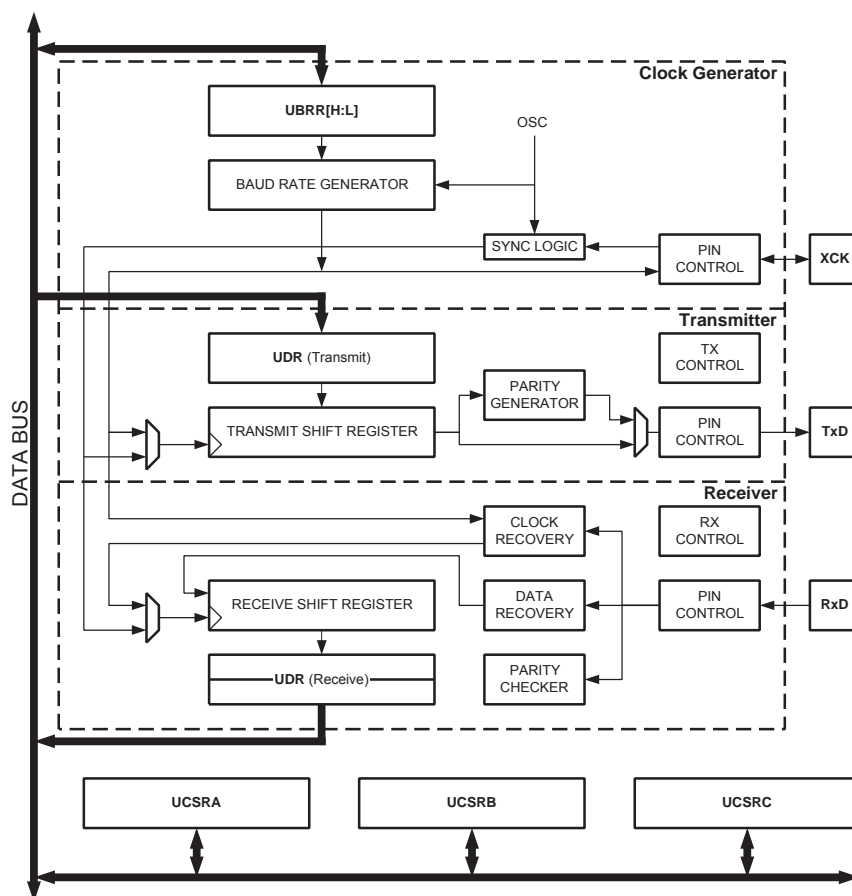 Clock Generator
UBRR[H:L]
OSC
BAUD RATE GENERATOR
SYNC LOGIC
PIN
CONTROL
XCK
Transmitter
TX
CONTROL
UDR (Transmit)
PARITY
GENERATOR
TRANSMIT SHIFT REGISTER
PIN
CONTROL
TxD
DATA BUS
Receiver
CLOCK
RECOVERY
RX
CONTROL
RECEIVE SHIFT REGISTER
DATA
RECOVERY
PIN
CONTROL
RxD
UDR (Receive)
PARITY
CHECKER
UCSRA
UCSRB
UCSRC